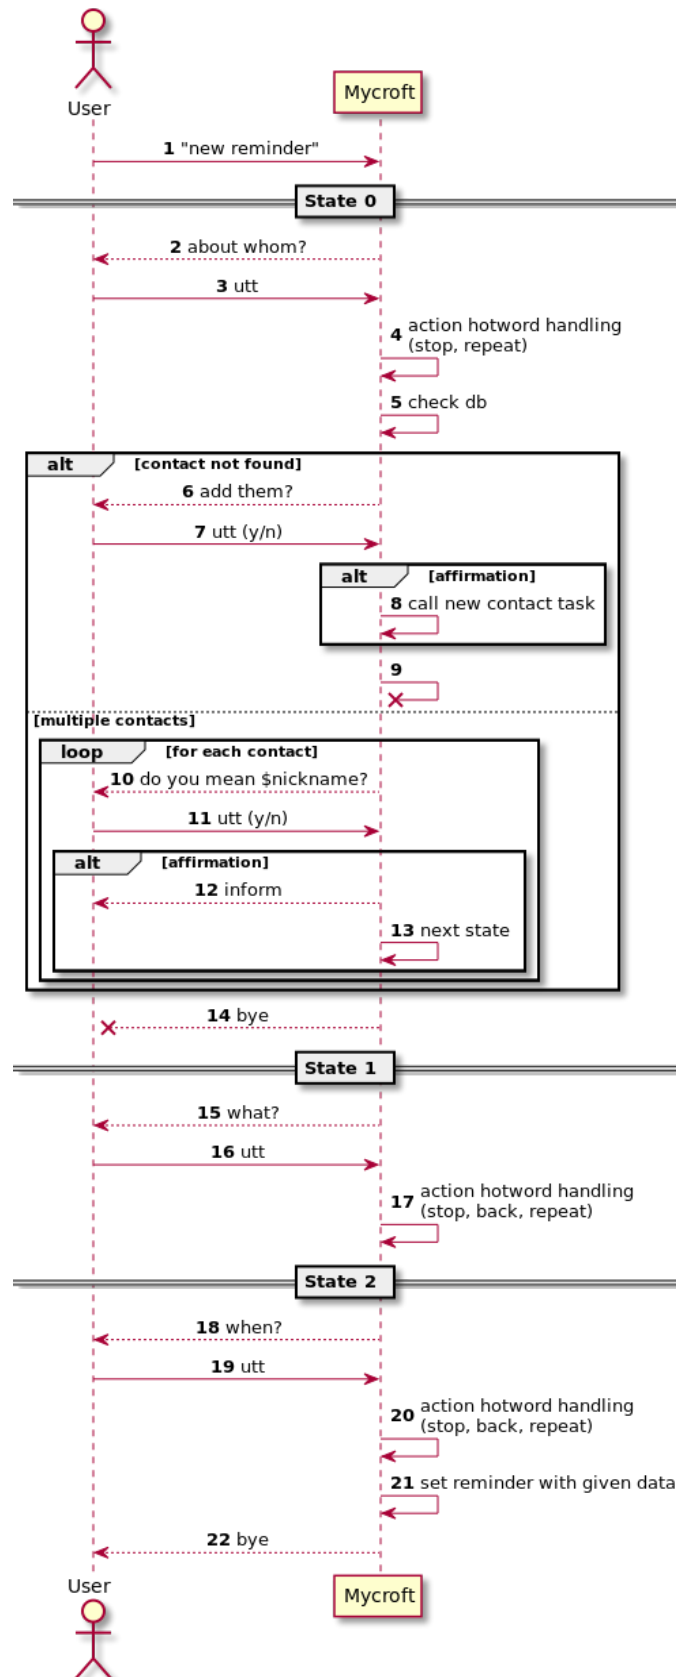 User
Mycroft
1 "new reminder"
State 0
2 about whom?
3 utt
4 action hotword handling
(stop, repeat)
5 check db
alt [contact not found]
6 add them?
7 utt (y/n)
alt [affirmation]
8 call new contact task
9
[multiple contacts]
loop [for each contact]
10 do you mean $nickname?
11 utt (y/n)
alt [affirmation]
12 inform
13 next state
14 bye
State 1
15 what?
16 utt
17 action hotword handling
(stop, back, repeat)
State 2
18 when?
19 utt
20 action hotword handling
(stop, back, repeat)
21 set reminder with given data
22 bye
User
Mycroft